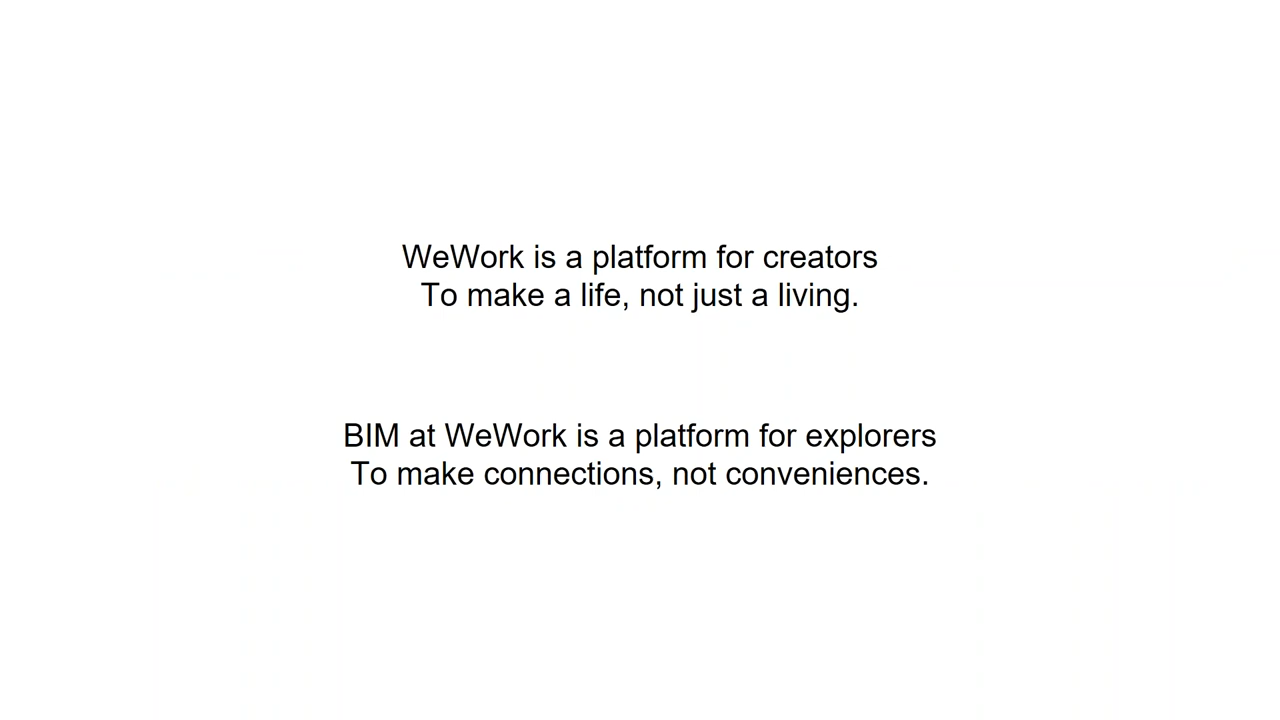 WeWork is a platform for creators
To make a life, not just a living.
BIM at WeWork is a platform for explorers
To make connections, not conveniences.